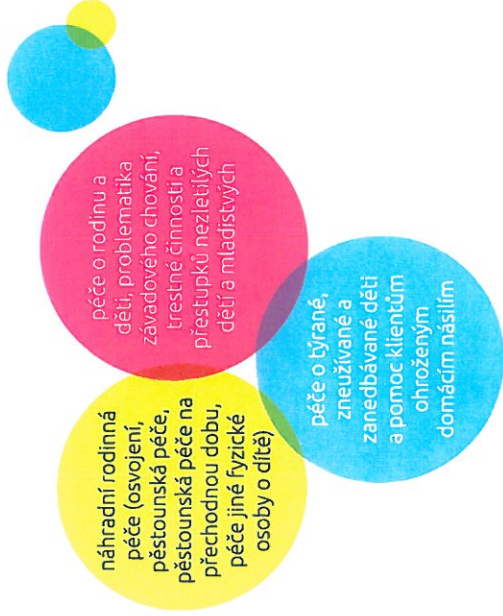 náhradní rodinná
péče (osvojení,
pěstounská péče,
pěstounská péče na
přechodnou dobu,
péče jiné fyzické
osoby o dítě)
péče o rodinu a
děti, problematika
závadového chování,
trestné činnosti a
přestupků nezletilých
dětí a mladistvých
péče o týrané,
zneužívané a
zanedbávané děti
a pomoc klientům
ohroženým
domácím násilím